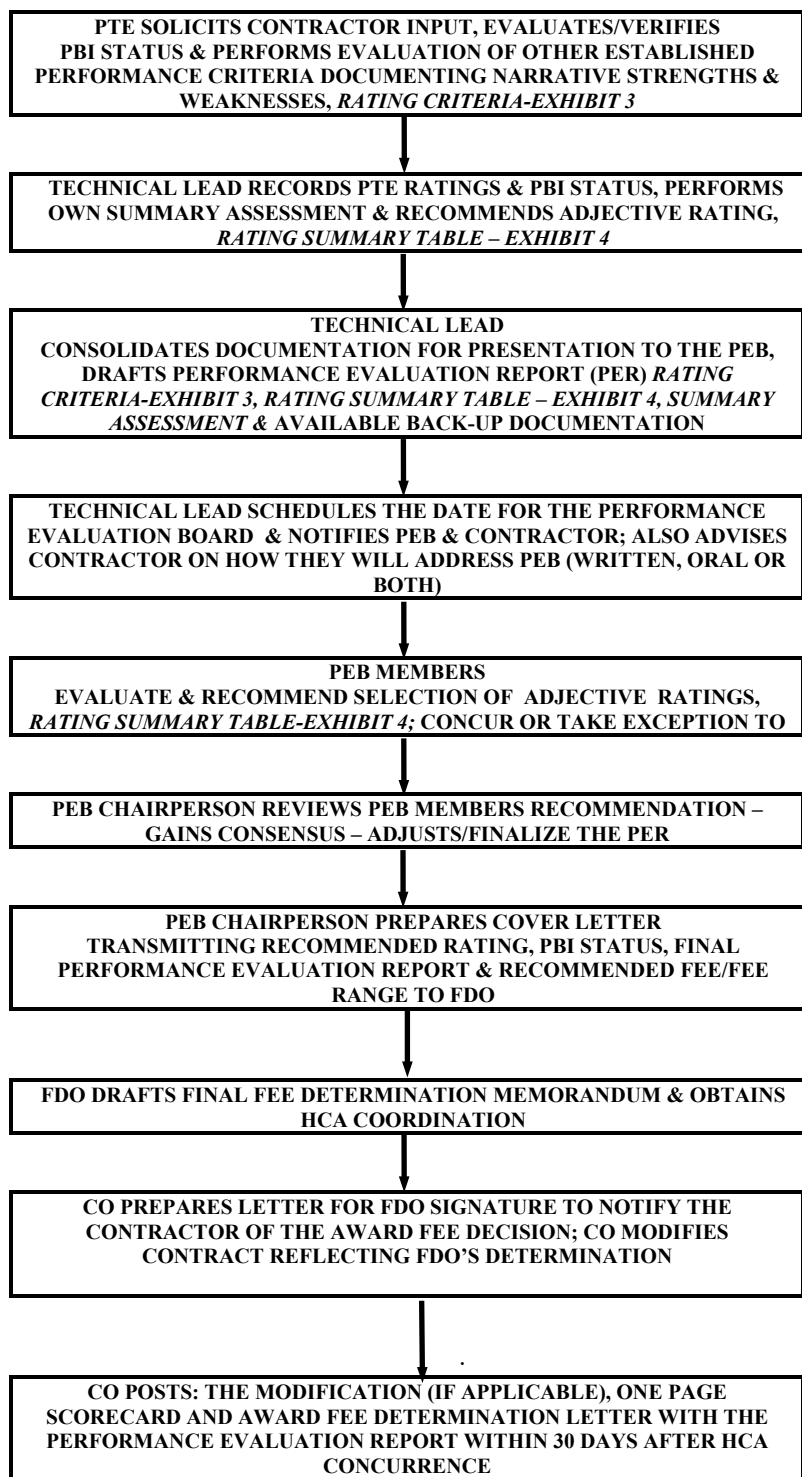 PTE SOLICITS CONTRACTOR INPUT, EVALUATES/VERIFIES
PBI STATUS & PERFORMS EVALUATION OF OTHER ESTABLISHED
PERFORMANCE CRITERIA DOCUMENTING NARRATIVE STRENGTHS &
WEAKNESSES, RATING CRITERIA-EXHIBIT 3
TECHNICAL LEAD RECORDS PTE RATINGS & PBI STATUS, PERFORMS
OWN SUMMARY ASSESSMENT & RECOMMENDS ADJECTIVE RATING,
RATING SUMMARY TABLE – EXHIBIT 4
TECHNICAL LEAD
CONSOLIDATES DOCUMENTATION FOR PRESENTATION TO THE PEB,
DRAFTS PERFORMANCE EVALUATION REPORT (PER) RATING
CRITERIA-EXHIBIT 3, RATING SUMMARY TABLE – EXHIBIT 4, SUMMARY
ASSESSMENT & AVAILABLE BACK-UP DOCUMENTATION
TECHNICAL LEAD SCHEDULES THE DATE FOR THE PERFORMANCE
EVALUATION BOARD & NOTIFIES PEB & CONTRACTOR; ALSO ADVISES
CONTRACTOR ON HOW THEY WILL ADDRESS PEB (WRITTEN, ORAL OR
BOTH)
PEB MEMBERS
EVALUATE & RECOMMEND SELECTION OF ADJECTIVE RATINGS,
RATING SUMMARY TABLE-EXHIBIT 4; CONCUR OR TAKE EXCEPTION TO
PEB CHAIRPERSON REVIEWS PEB MEMBERS RECOMMENDATION –
GAINS CONSENSUS – ADJUSTS/FINALIZE THE PER
PEB CHAIRPERSON PREPARES COVER LETTER
TRANSMITTING RECOMMENDED RATING, PBI STATUS, FINAL
PERFORMANCE EVALUATION REPORT & RECOMMENDED FEE/FEE
RANGE TO FDO
FDO DRAFTS FINAL FEE DETERMINATION MEMORANDUM & OBTAINS
HCA COORDINATION
CO PREPARES LETTER FOR FDO SIGNATURE TO NOTIFY THE
CONTRACTOR OF THE AWARD FEE DECISION; CO MODIFIES
CONTRACT REFLECTING FDO’S DETERMINATION
.
CO POSTS: THE MODIFICATION (IF APPLICABLE), ONE PAGE
SCORECARD AND AWARD FEE DETERMINATION LETTER WITH THE
PERFORMANCE EVALUATION REPORT WITHIN 30 DAYS AFTER HCA
CONCURRENCE